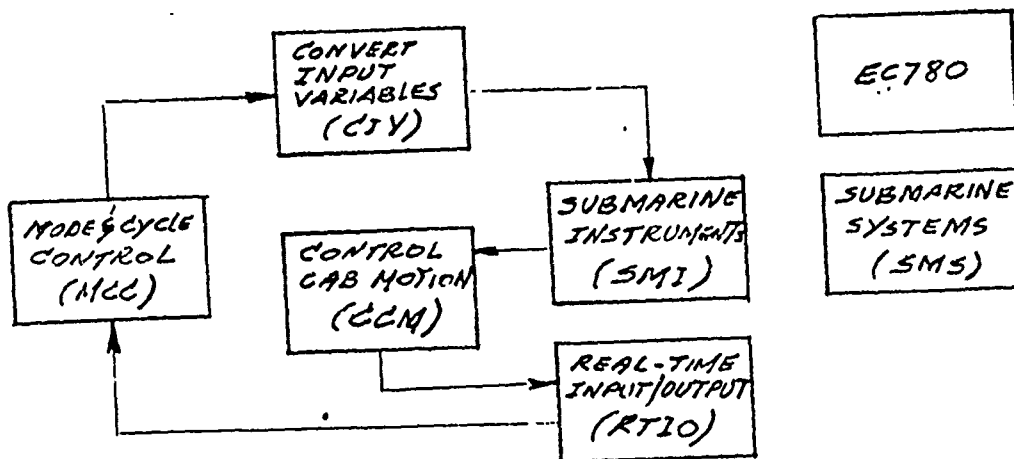 CONVERT
INPUT
VARIABLES
(CIV)
EC780
MODE & CYCLE
CONTROL
(MCC)
CONTROL
CAB MOTION
(CCM)
SUBMARINE
INSTRUMENTS
(SMI)
SUBMARINE
SYSTEMS
(SMS)
REAL-TIME
INPUT/OUTPUT
(RTIO)